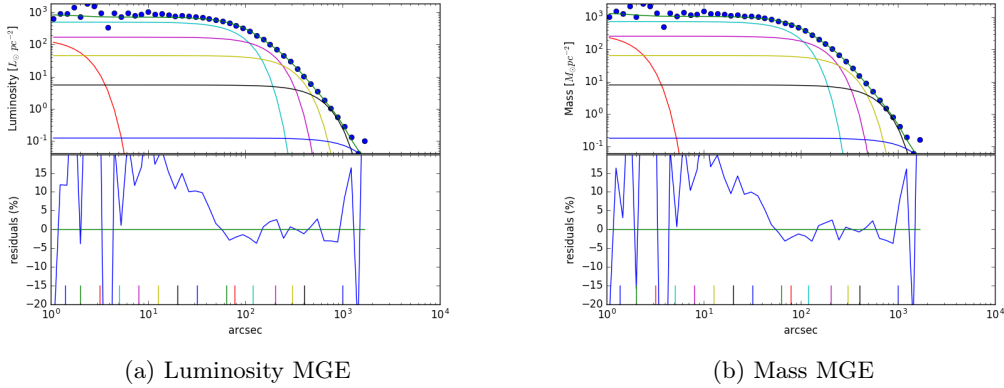 10³
10²
10¹
10⁰
10⁻¹
Luminosity [L⊙ pc⁻²]
15
10
5
0
−5
−10
−15
−20
residuals (%)
10⁰ 10¹ 10² 10³ 10⁴
arcsec
(a) Luminosity MGE
10³
10²
10¹
10⁰
10⁻¹
Mass [M⊙ pc⁻²]
15
10
5
0
−5
−10
−15
−20
residuals (%)
10⁰ 10¹ 10² 10³ 10⁴
arcsec
(b) Mass MGE